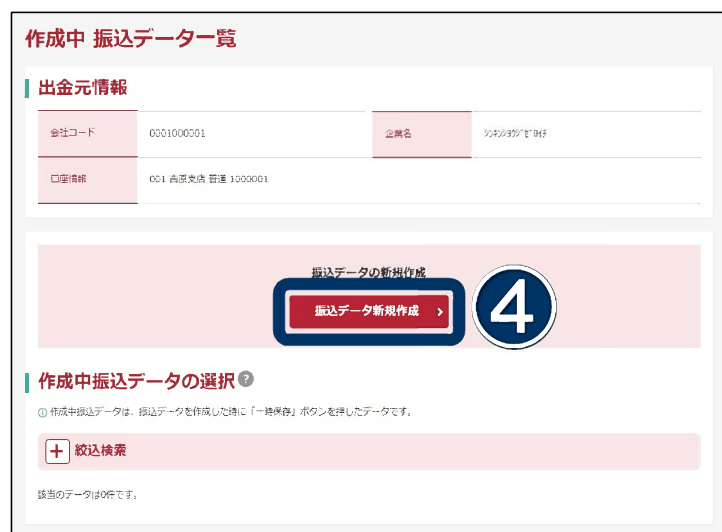 作成中 振込データ一覧
出金元情報
会社コード 0001000001 企業名 ｼﾝｷﾝｼﾖｳｼﾞｾﾞﾛｲﾁ
口座情報 001 吉原支店 普通 1000001
振込データの新規作成
振込データ新規作成
4
作成中振込データの選択
作成中振込データは、振込データを作成した時に「一時保存」ボタンを押したデータです。
絞込検索
該当のデータは0件です。